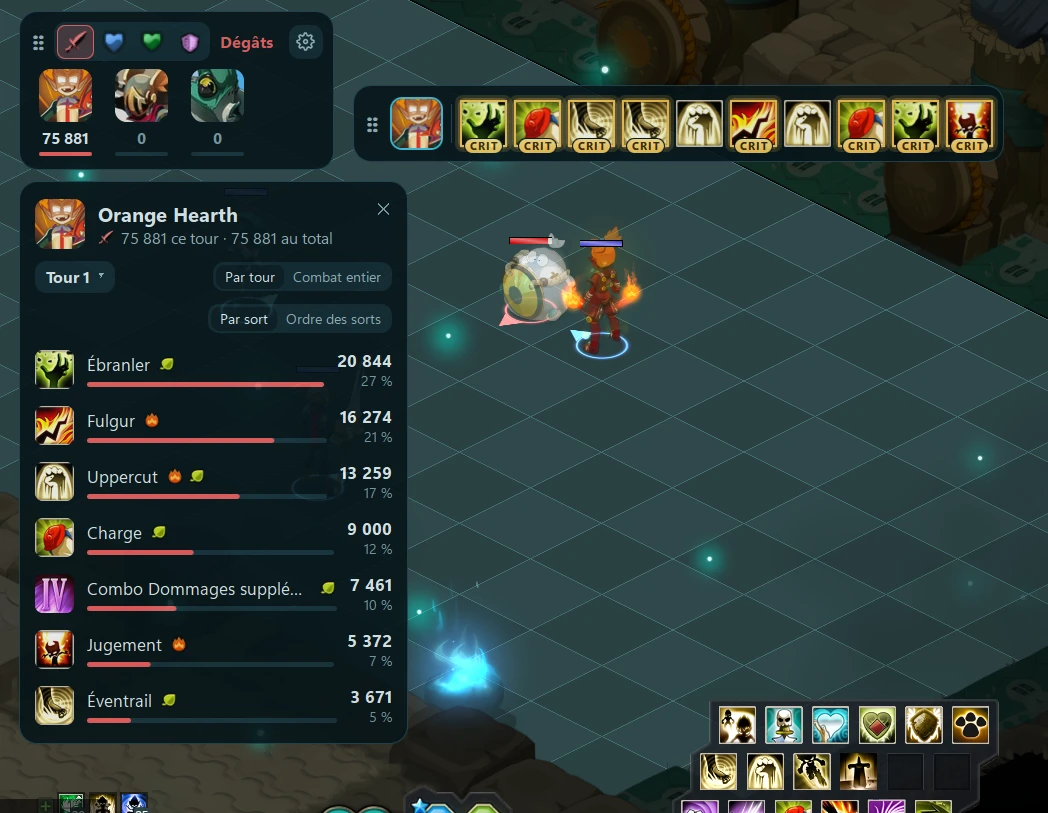 Dégâts
75 881
0
0
CRIT
CRIT
CRIT
CRIT
CRIT
CRIT
CRIT
CRIT
Orange Hearth
75 881 ce tour · 75 881 au total
Tour 1
Par tour
Combat entier
Par sort
Ordre des sorts
Ébranler
20 844
27 %
Fulgur
16 274
21 %
Uppercut
13 259
17 %
Charge
9 000
12 %
IV
Combo Dommages supplé...
7 461
10 %
Jugement
5 372
7 %
Éventrail
3 671
5 %